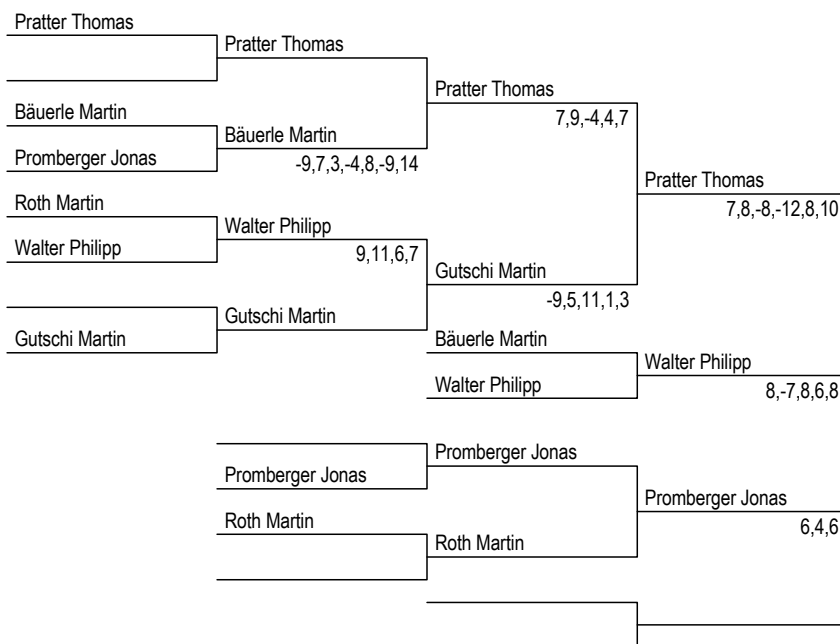 Pratter Thomas
Pratter Thomas
Pratter Thomas
7,9,-4,4,7
Bäuerle Martin
Bäuerle Martin
-9,7,3,-4,8,-9,14
Promberger Jonas
Pratter Thomas
7,8,-8,-12,8,10
Roth Martin
Walter Philipp
9,11,6,7
Walter Philipp
Gutschi Martin
-9,5,11,1,3
Gutschi Martin
Gutschi Martin
Bäuerle Martin
Walter Philipp
8,-7,8,6,8
Walter Philipp
Promberger Jonas
Promberger Jonas
Promberger Jonas
6,4,6
Roth Martin
Roth Martin